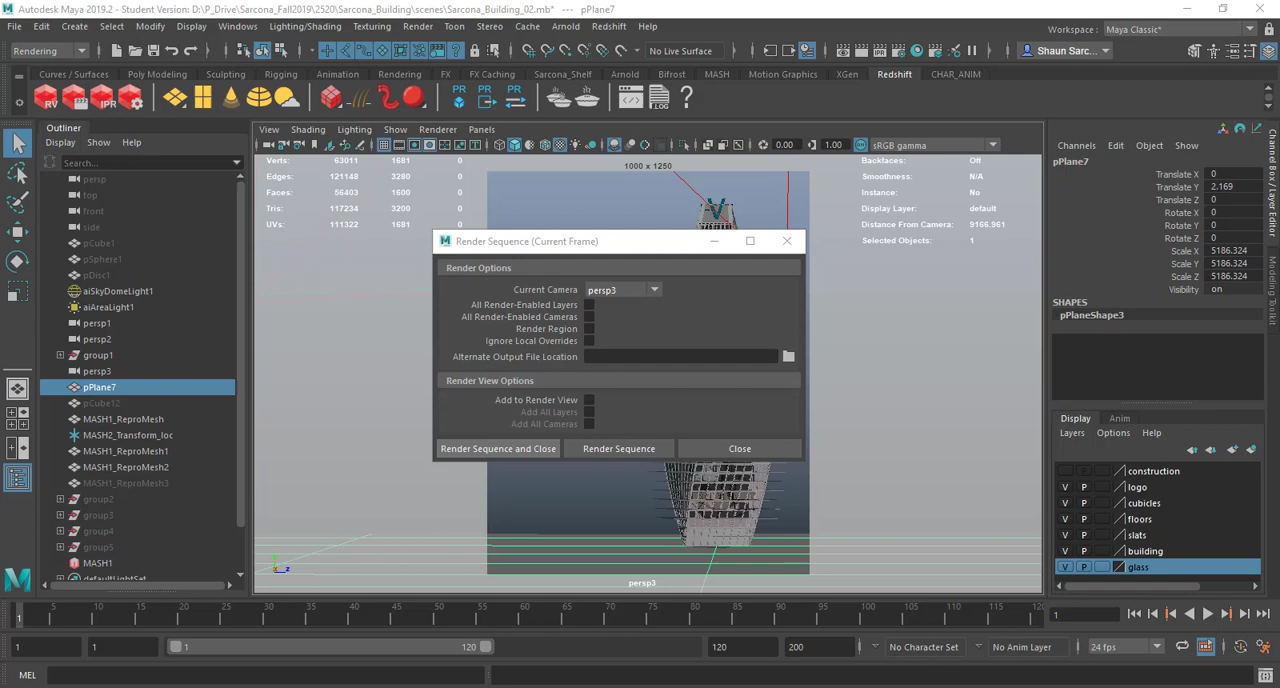 Autodesk Maya 2019.2 - Student Version: D:\P_Drive\Sarcona_Fall2019\2520\Sarcona_Building\scenes\Sarcona_Building_02.mb* --- pPlane7
File Edit Create Select Modify Display Windows Lighting/Shading Texturing Render Toon Stereo Cache Arnold Redshift Help
Workspace : Maya Classic*
Rendering No Live Surface Shaun Sarc...
Curves / Surfaces Poly Modeling Sculpting Rigging Animation Rendering FX FX Caching Sarcona_Shelf Arnold Bifrost MASH Motion Graphics XGen Redshift CHAR_ANIM
RV IPR PR PR PR LOG ?
Outliner
Display Show Help
Search...
persp
top
front
side
pCube1
pSphere1
pDisc1
aiSkyDomeLight1
aiAreaLight1
persp1
persp2
group1
persp3
pPlane7
pCube12
MASH1_ReproMesh
MASH2_Transform_loc
MASH1_ReproMesh1
MASH1_ReproMesh2
MASH1_ReproMesh3
group2
group3
group4
group5
MASH1
defaultLightSet
View Shading Lighting Show Renderer Panels
0.00 1.00 sRGB gamma
Verts: 63011 1681 0
Edges: 121148 3280 0
Faces: 56403 1600 0
Tris: 117234 3200 0
UVs: 111322 1681 0
1000 x 1250
Backfaces: Off
Smoothness: N/A
Instance: No
Display Layer: default
Distance From Camera: 9166.961
Selected Objects: 1
V
Render Sequence (Current Frame)
Render Options
Current Camera persp3
All Render-Enabled Layers
All Render-Enabled Cameras
Render Region
Ignore Local Overrides
Alternate Output File Location
Render View Options
Add to Render View
Add All Layers
Add All Cameras
Render Sequence and Close Render Sequence Close
persp3
Channels Edit Object Show
pPlane7
Translate X 0
Translate Y 2.169
Translate Z 0
Rotate X 0
Rotate Y 0
Rotate Z 0
Scale X 5186.324
Scale Y 5186.324
Scale Z 5186.324
Visibility on
SHAPES
pPlaneShape3
Channel Box / Layer Editor
Modeling Toolkit
Display Anim
Layers Options Help
construction
V P logo
V P cubicles
V P floors
V P slats
V P building
V P glass
1 5 10 15 20 25 30 35 40 45 50 55 60 65 70 75 80 85 90 95 100 105 110 115 120 1
1 1 1 120 120 200 No Character Set No Anim Layer 24 fps
MEL